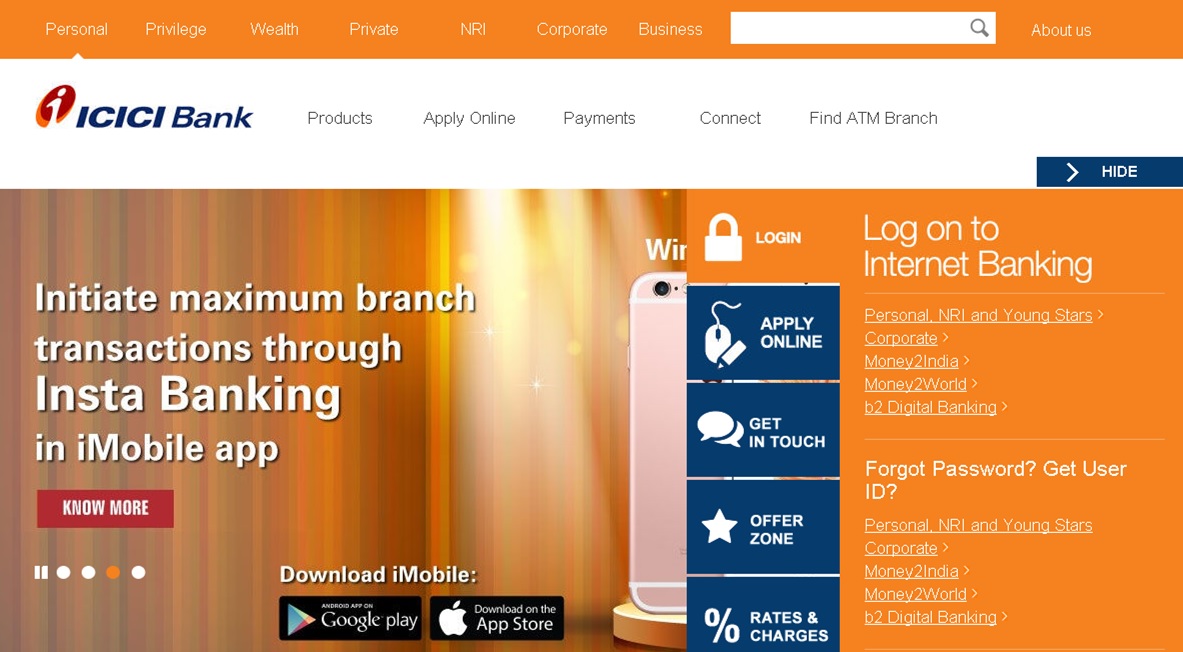 Personal Privilege Wealth Private NRI Corporate Business About us
i ICICI Bank
Products Apply Online Payments Connect Find ATM Branch
HIDE
Initiate maximum branch
transactions through
Insta Banking
in iMobile app
KNOW MORE
Download iMobile:
ANDROID APP ON
Google play
Download on the
App Store
LOGIN
APPLY
ONLINE
GET
IN TOUCH
OFFER
ZONE
% RATES &
CHARGES
Log on to
Internet Banking
Personal, NRI and Young Stars >
Corporate >
Money2India >
Money2World >
b2 Digital Banking >
Forgot Password? Get User
ID?
Personal, NRI and Young Stars
Corporate >
Money2India >
Money2World >
b2 Digital Banking >